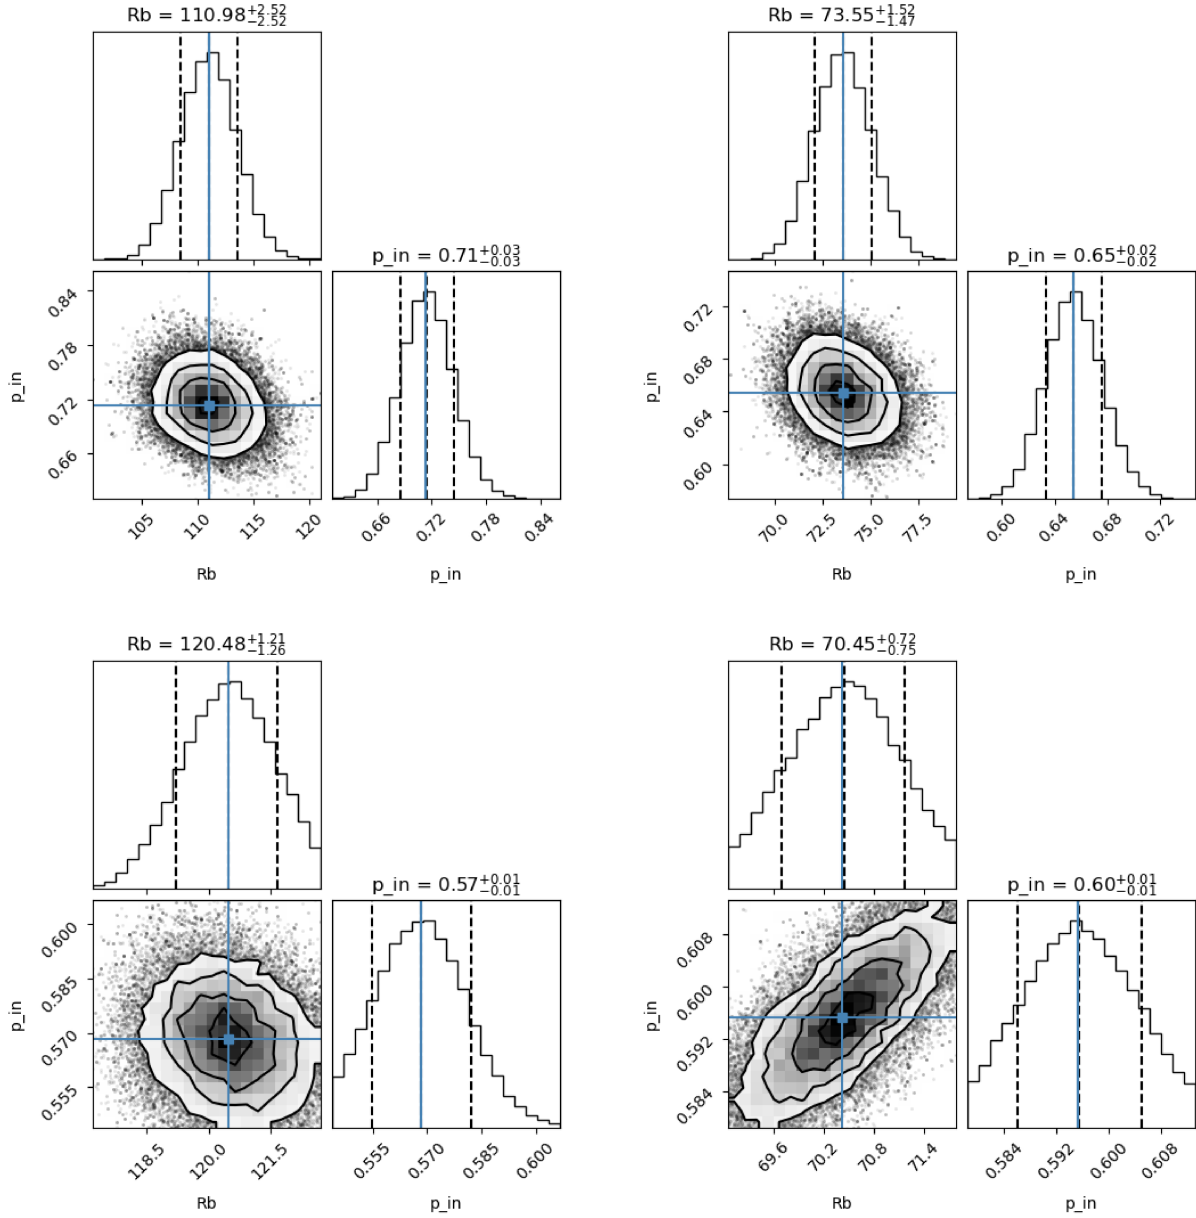 Rb = 110.98 +2.52 −2.52
p_in = 0.71 +0.03 −0.03
0.84
0.78
0.72
0.66
p_in
105 110 115 120
Rb
0.66 0.72 0.78 0.84
p_in
Rb = 73.55 +1.52 −1.47
p_in = 0.65 +0.02 −0.02
0.72
0.68
0.64
0.60
p_in
70.0 72.5 75.0 77.5
Rb
0.60 0.64 0.68 0.72
p_in
Rb = 120.48 +1.21 −1.26
p_in = 0.57 +0.01 −0.01
0.600
0.585
0.570
0.555
p_in
118.5 120.0 121.5
Rb
0.555 0.570 0.585 0.600
p_in
Rb = 70.45 +0.72 −0.75
p_in = 0.60 +0.01 −0.01
0.608
0.600
0.592
0.584
p_in
69.6 70.2 70.8 71.4
Rb
0.584 0.592 0.600 0.608
p_in